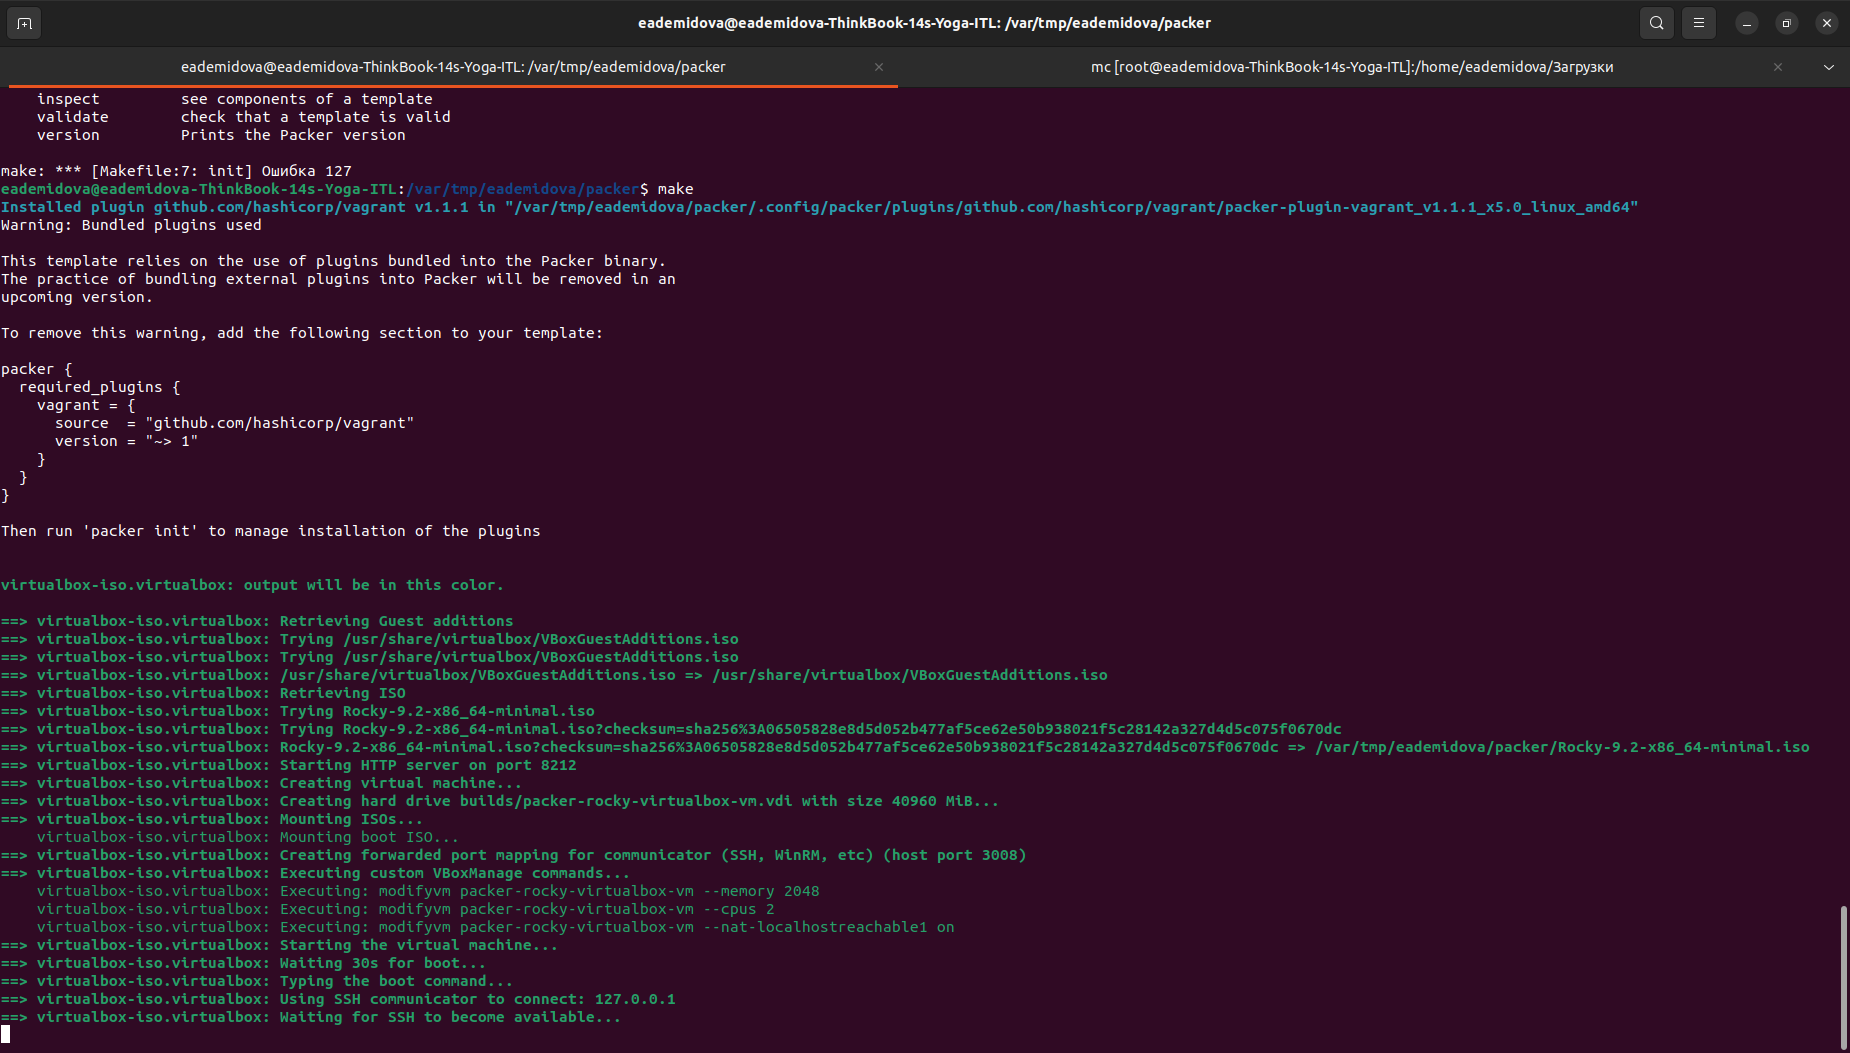 eademidova@eademidova-ThinkBook-14s-Yoga-ITL: /var/tmp/eademidova/packer
eademidova@eademidova-ThinkBook-14s-Yoga-ITL: /var/tmp/eademidova/packer
mc [root@eademidova-ThinkBook-14s-Yoga-ITL]:/home/eademidova/Загрузки
inspect         see components of a template
validate        check that a template is valid
version         Prints the Packer version
make: *** [Makefile:7: init] Ошибка 127
eademidova@eademidova-ThinkBook-14s-Yoga-ITL:/var/tmp/eademidova/packer$ make
Installed plugin github.com/hashicorp/vagrant v1.1.1 in "/var/tmp/eademidova/packer/.config/packer/plugins/github.com/hashicorp/vagrant/packer-plugin-vagrant_v1.1.1_x5.0_linux_amd64"
Warning: Bundled plugins used
This template relies on the use of plugins bundled into the Packer binary.
The practice of bundling external plugins into Packer will be removed in an
upcoming version.
To remove this warning, add the following section to your template:
packer {
  required_plugins {
    vagrant = {
      source  = "github.com/hashicorp/vagrant"
      version = "~> 1"
    }
  }
}
Then run 'packer init' to manage installation of the plugins
virtualbox-iso.virtualbox: output will be in this color.
==> virtualbox-iso.virtualbox: Retrieving Guest additions
==> virtualbox-iso.virtualbox: Trying /usr/share/virtualbox/VBoxGuestAdditions.iso
==> virtualbox-iso.virtualbox: Trying /usr/share/virtualbox/VBoxGuestAdditions.iso
==> virtualbox-iso.virtualbox: /usr/share/virtualbox/VBoxGuestAdditions.iso => /usr/share/virtualbox/VBoxGuestAdditions.iso
==> virtualbox-iso.virtualbox: Retrieving ISO
==> virtualbox-iso.virtualbox: Trying Rocky-9.2-x86_64-minimal.iso
==> virtualbox-iso.virtualbox: Trying Rocky-9.2-x86_64-minimal.iso?checksum=sha256%3A06505828e8d5d052b477af5ce62e50b938021f5c28142a327d4d5c075f0670dc
==> virtualbox-iso.virtualbox: Rocky-9.2-x86_64-minimal.iso?checksum=sha256%3A06505828e8d5d052b477af5ce62e50b938021f5c28142a327d4d5c075f0670dc => /var/tmp/eademidova/packer/Rocky-9.2-x86_64-minimal.iso
==> virtualbox-iso.virtualbox: Starting HTTP server on port 8212
==> virtualbox-iso.virtualbox: Creating virtual machine...
==> virtualbox-iso.virtualbox: Creating hard drive builds/packer-rocky-virtualbox-vm.vdi with size 40960 MiB...
==> virtualbox-iso.virtualbox: Mounting ISOs...
    virtualbox-iso.virtualbox: Mounting boot ISO...
==> virtualbox-iso.virtualbox: Creating forwarded port mapping for communicator (SSH, WinRM, etc) (host port 3008)
==> virtualbox-iso.virtualbox: Executing custom VBoxManage commands...
    virtualbox-iso.virtualbox: Executing: modifyvm packer-rocky-virtualbox-vm --memory 2048
    virtualbox-iso.virtualbox: Executing: modifyvm packer-rocky-virtualbox-vm --cpus 2
    virtualbox-iso.virtualbox: Executing: modifyvm packer-rocky-virtualbox-vm --nat-localhostreachable1 on
==> virtualbox-iso.virtualbox: Starting the virtual machine...
==> virtualbox-iso.virtualbox: Waiting 30s for boot...
==> virtualbox-iso.virtualbox: Typing the boot command...
==> virtualbox-iso.virtualbox: Using SSH communicator to connect: 127.0.0.1
==> virtualbox-iso.virtualbox: Waiting for SSH to become available...